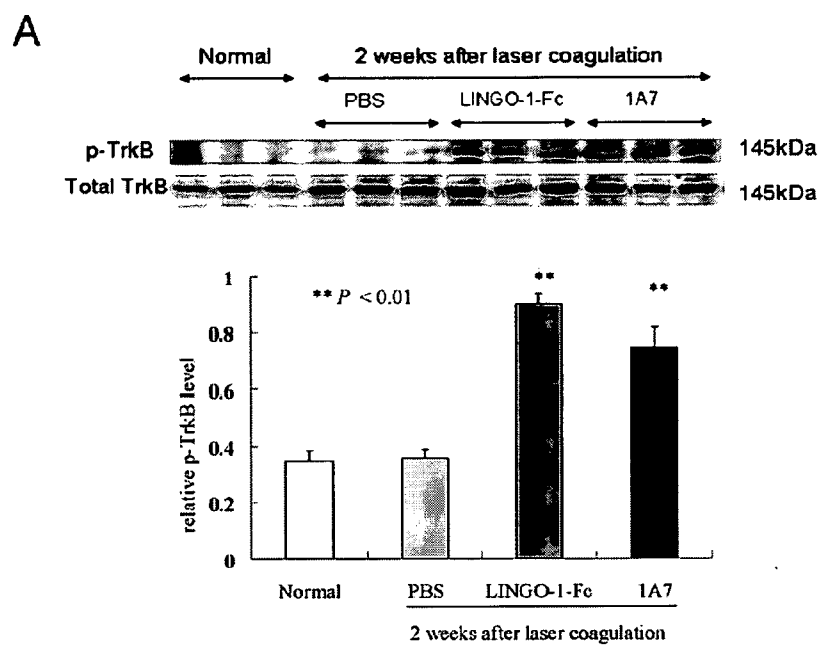 A
Normal 2 weeks after laser coagulation
PBS LINGO-1-Fc 1A7
p-TrkB 145kDa
Total TrkB 145kDa
1
** P < 0.01
**
**
0.8
0.6
0.4
0.2
0
relative p-TrkB level
Normal PBS LINGO-1-Fc 1A7
2 weeks after laser coagulation